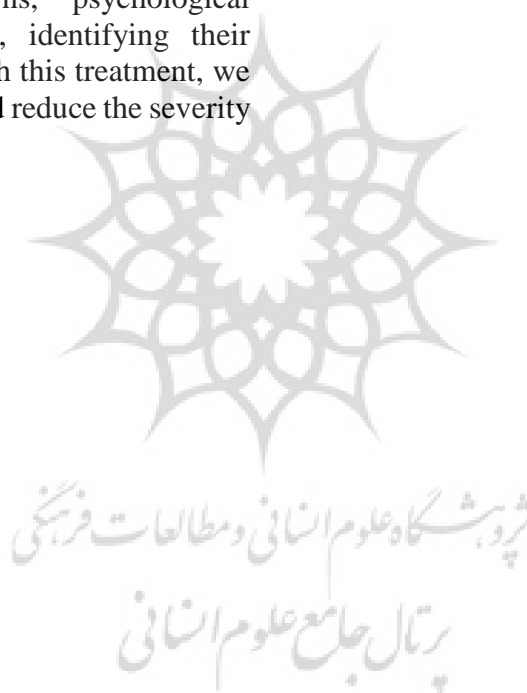 ns, psychological
, identifying their
h this treatment, we
d reduce the severity
پژوهشگاه علوم انسانی و مطالعات فرهنگی
پرتال جامع علوم انسانی